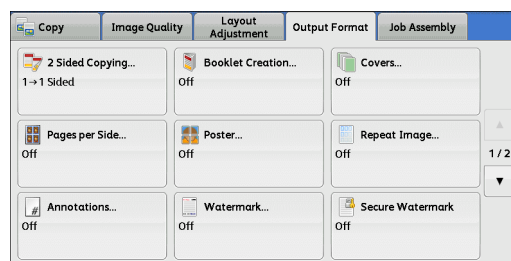 Copy
Image Quality
Layout
Adjustment
Output Format
Job Assembly
2 Sided Copying...
1→1 Sided
Booklet Creation...
Off
Covers...
Off
Pages per Side...
Off
Poster...
Off
Repeat Image...
Off
1/2
Annotations...
Off
Watermark...
Off
Secure Watermark
Off